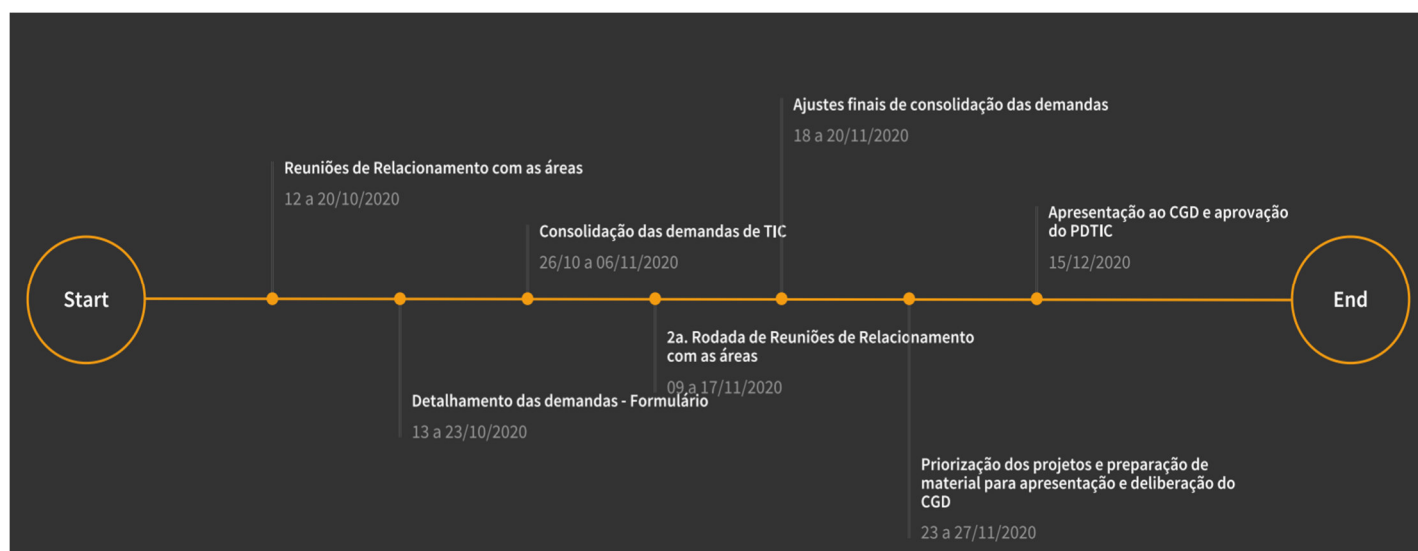 Start
Reuniões de Relacionamento com as áreas
12 a 20/10/2020
Detalhamento das demandas - Formulário
13 a 23/10/2020
Consolidação das demandas de TIC
26/10 a 06/11/2020
2a. Rodada de Reuniões de Relacionamento
com as áreas
09 a 17/11/2020
Ajustes finais de consolidação das demandas
18 a 20/11/2020
Priorização dos projetos e preparação de
material para apresentação e deliberação do
CGD
23 a 27/11/2020
Apresentação ao CGD e aprovação
do PDTIC
15/12/2020
End